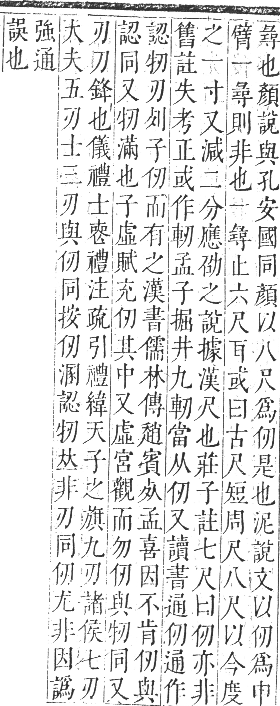 尋也顏說與孔安國同顏以八尺爲仞是也泥說文以仞爲中
臂一尋則非也一尋止六尺耳或曰古尺短周尺八尺以今度
之一寸又減二分應劭之說據漢尺也莊子註七尺曰仞亦非
舊註失考正或作軔孟子掘井九軔當从仞又讀書通仞通作
認牣刃列子仞而有之漢書儒林傳趙賓从孟喜因不肯仞與
認同又牣滿也子虛賦充仞其中又虛宮觀而勿仞與牣同又
刃刀鋒也儀禮士喪禮注疏引禮緯天子之旗九刃諸侯七刃
大夫五刃士三刃與仞同按仞溷認牣𠀤非刃同仞尤非因譌
強通
誤也